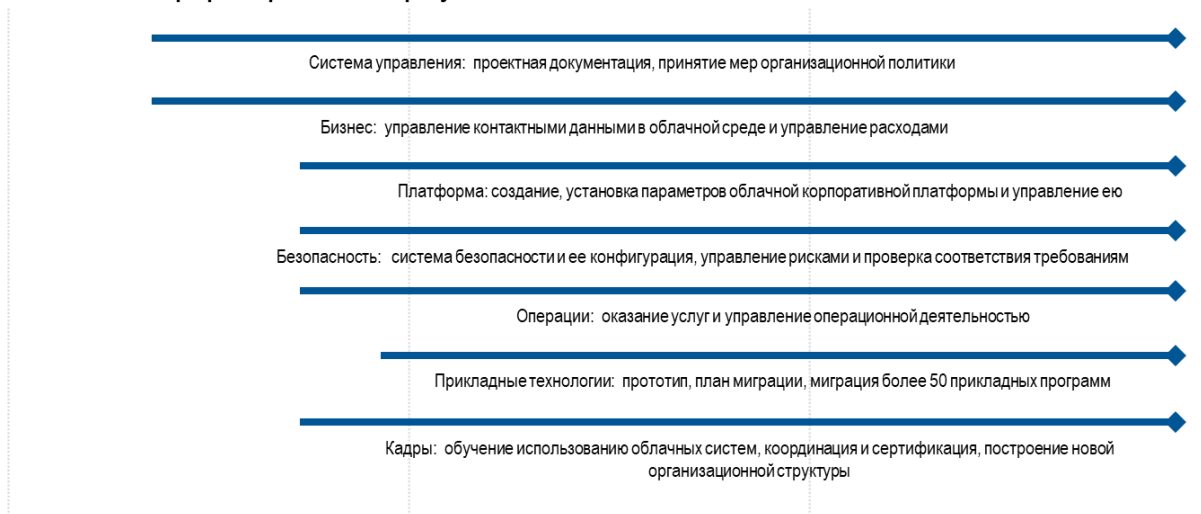 Система управления: проектная документация, принятие мер организационной политики
Бизнес: управление контактными данными в облачной среде и управление расходами
Платформа: создание, установка параметров облачной корпоративной платформы и управление ею
Безопасность: система безопасности и ее конфигурация, управление рисками и проверка соответствия требованиям
Операции: оказание услуг и управление операционной деятельностью
Прикладные технологии: прототип, план миграции, миграция более 50 прикладных программ
Кадры: обучение использованию облачных систем, координация и сертификация, построение новой
организационной структуры